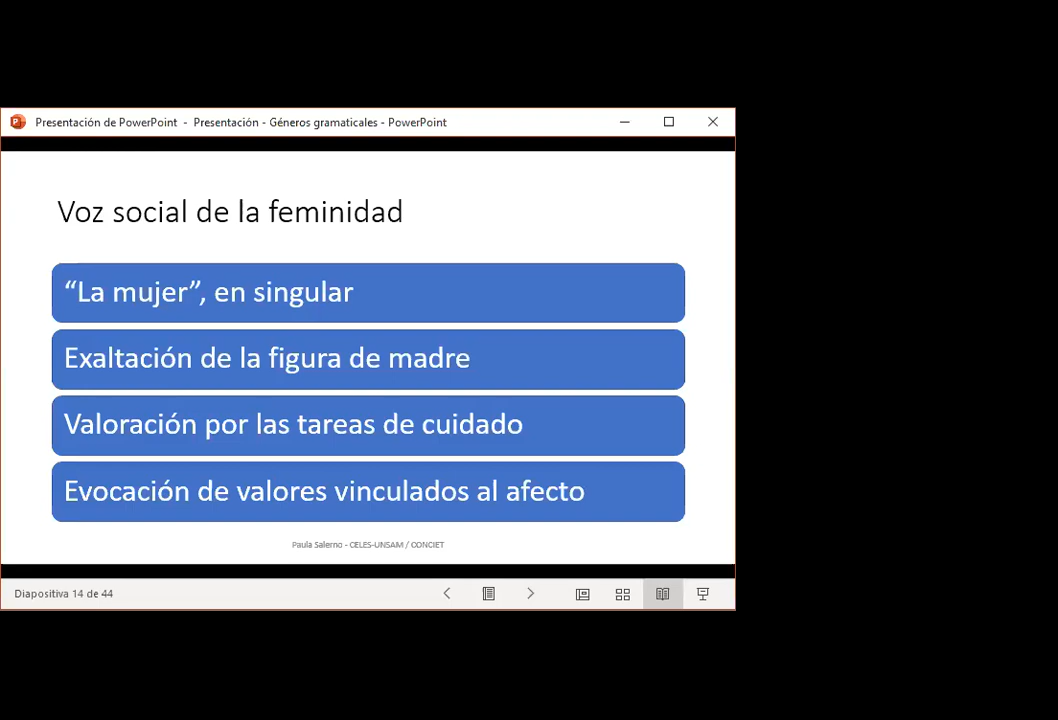 Presentación de PowerPoint - Presentación - Géneros gramaticales - PowerPoint
Voz social de la feminidad
“La mujer”, en singular
Exaltación de la figura de madre
Valoración por las tareas de cuidado
Evocación de valores vinculados al afecto
Paula Salerno - CELES-UNSAM / CONCIET
Diapositiva 14 de 44